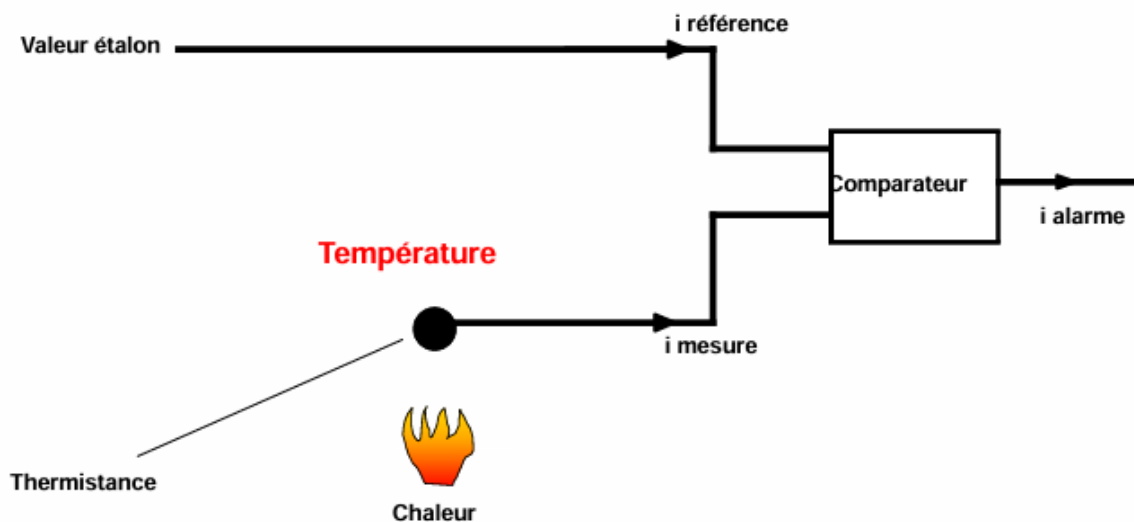 i référence
Valeur étalon
Comparateur
i alarme
Température
i mesure
Thermistance
Chaleur